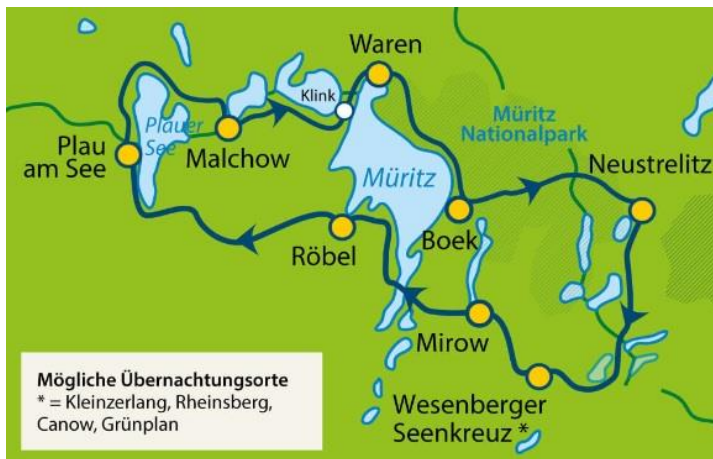 Waren
Klink
Müritz
Nationalpark
Plauer
See
Plau
am See
Malchow
Neustrelitz
Müritz
Röbel
Boek
Mirow
Wesenberger
Seenkreuz *
Mögliche Übernachtungsorte
* = Kleinzerlang, Rheinsberg,
Canow, Grünplan